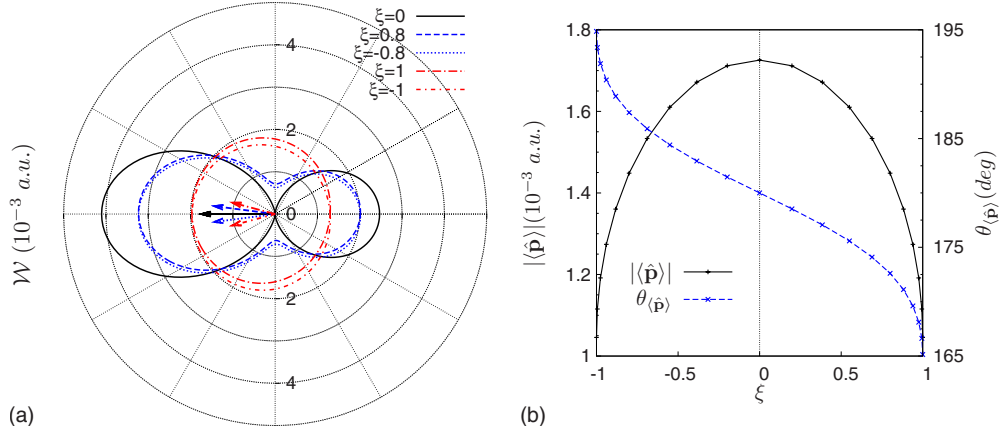 ξ=0
ξ=0.8
ξ=-0.8
ξ=1
ξ=-1
4
2
0
2
4
𝒲 (10⁻³ a.u.)
(a)
1.8
1.6
1.4
1.2
1
|⟨p̂⟩|(10⁻³ a.u.)
195
185
175
165
θ⟨p̂⟩(deg)
|⟨p̂⟩|
θ⟨p̂⟩
-1
-0.5
0
0.5
1
ξ
(b)